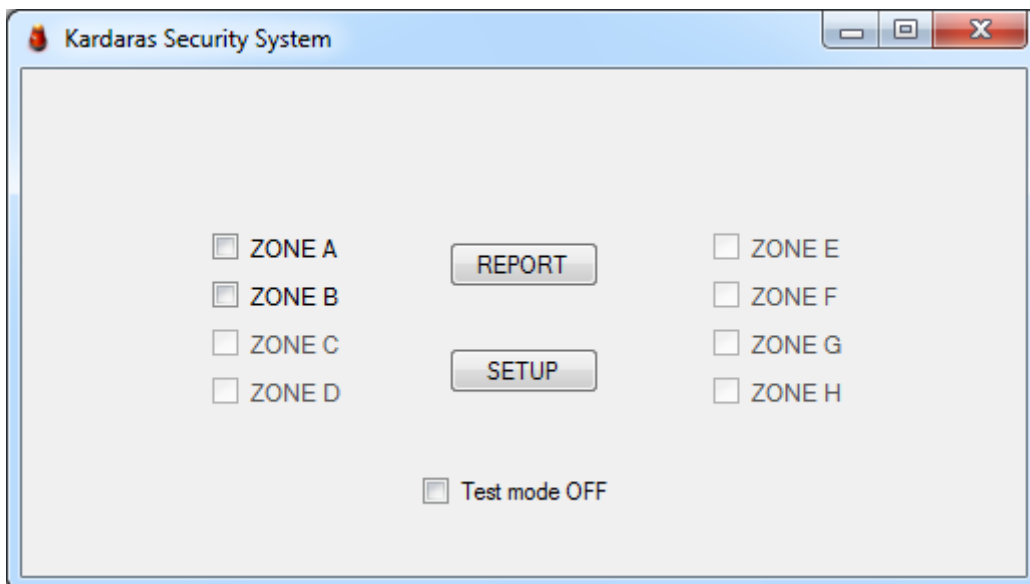 Kardaras Security System
ZONE A
ZONE B
ZONE C
ZONE D
REPORT
SETUP
ZONE E
ZONE F
ZONE G
ZONE H
Test mode OFF